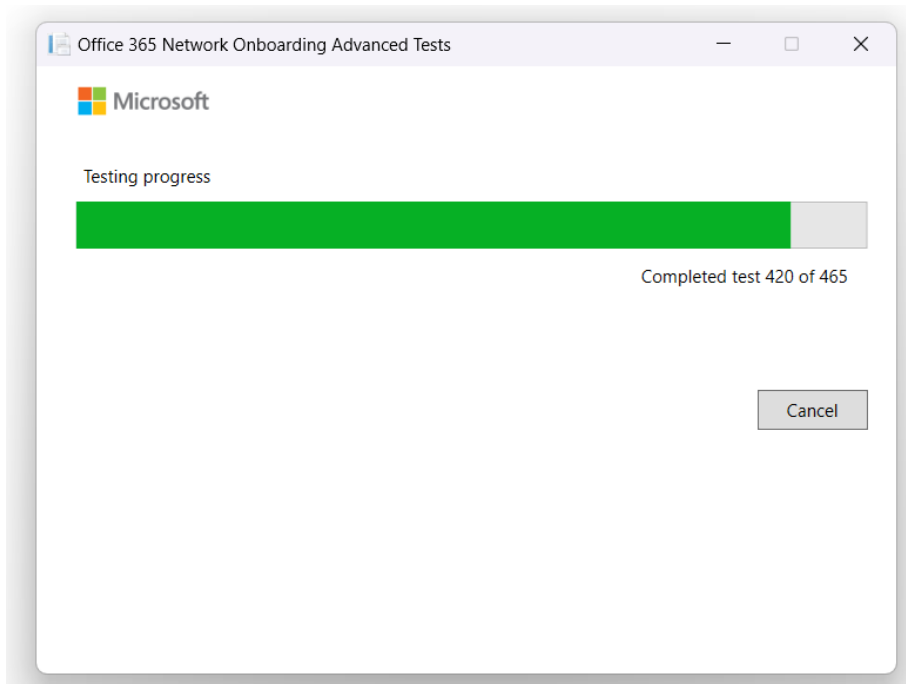 Office 365 Network Onboarding Advanced Tests
Microsoft
Testing progress
Completed test 420 of 465
Cancel